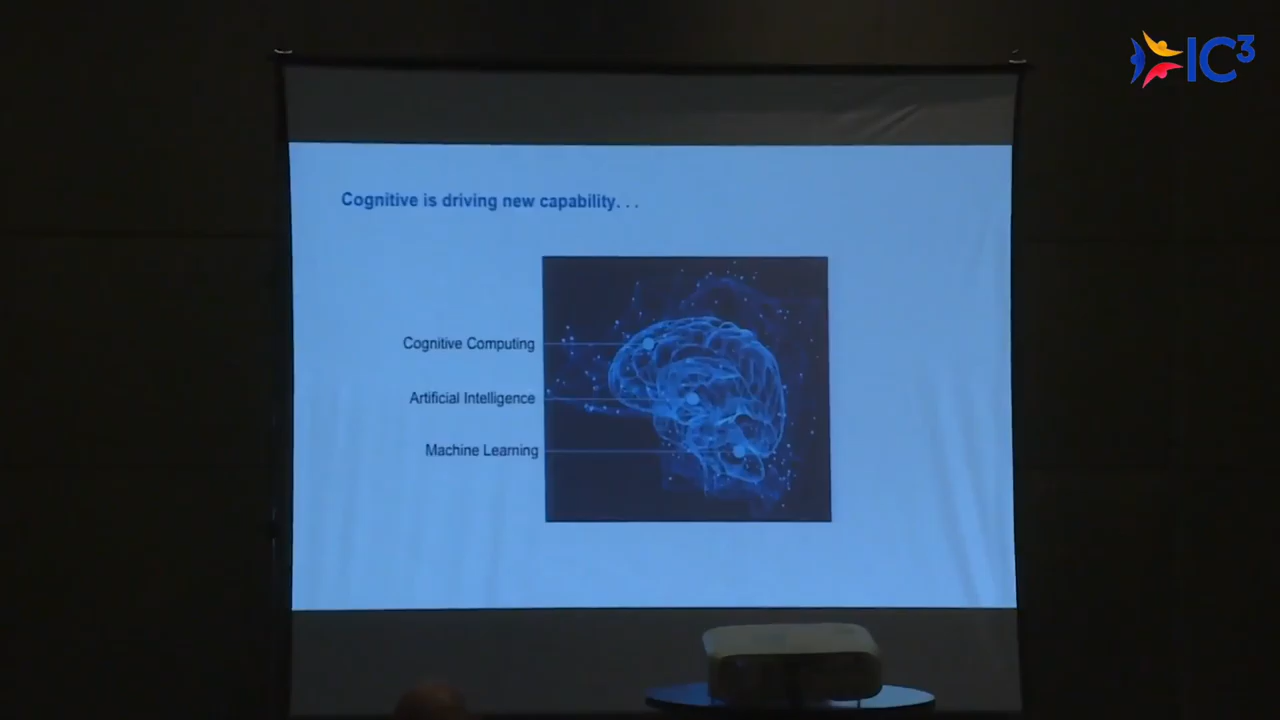 IC3
Cognitive is driving new capability. . .
Cognitive Computing
Artificial Intelligence
Machine Learning